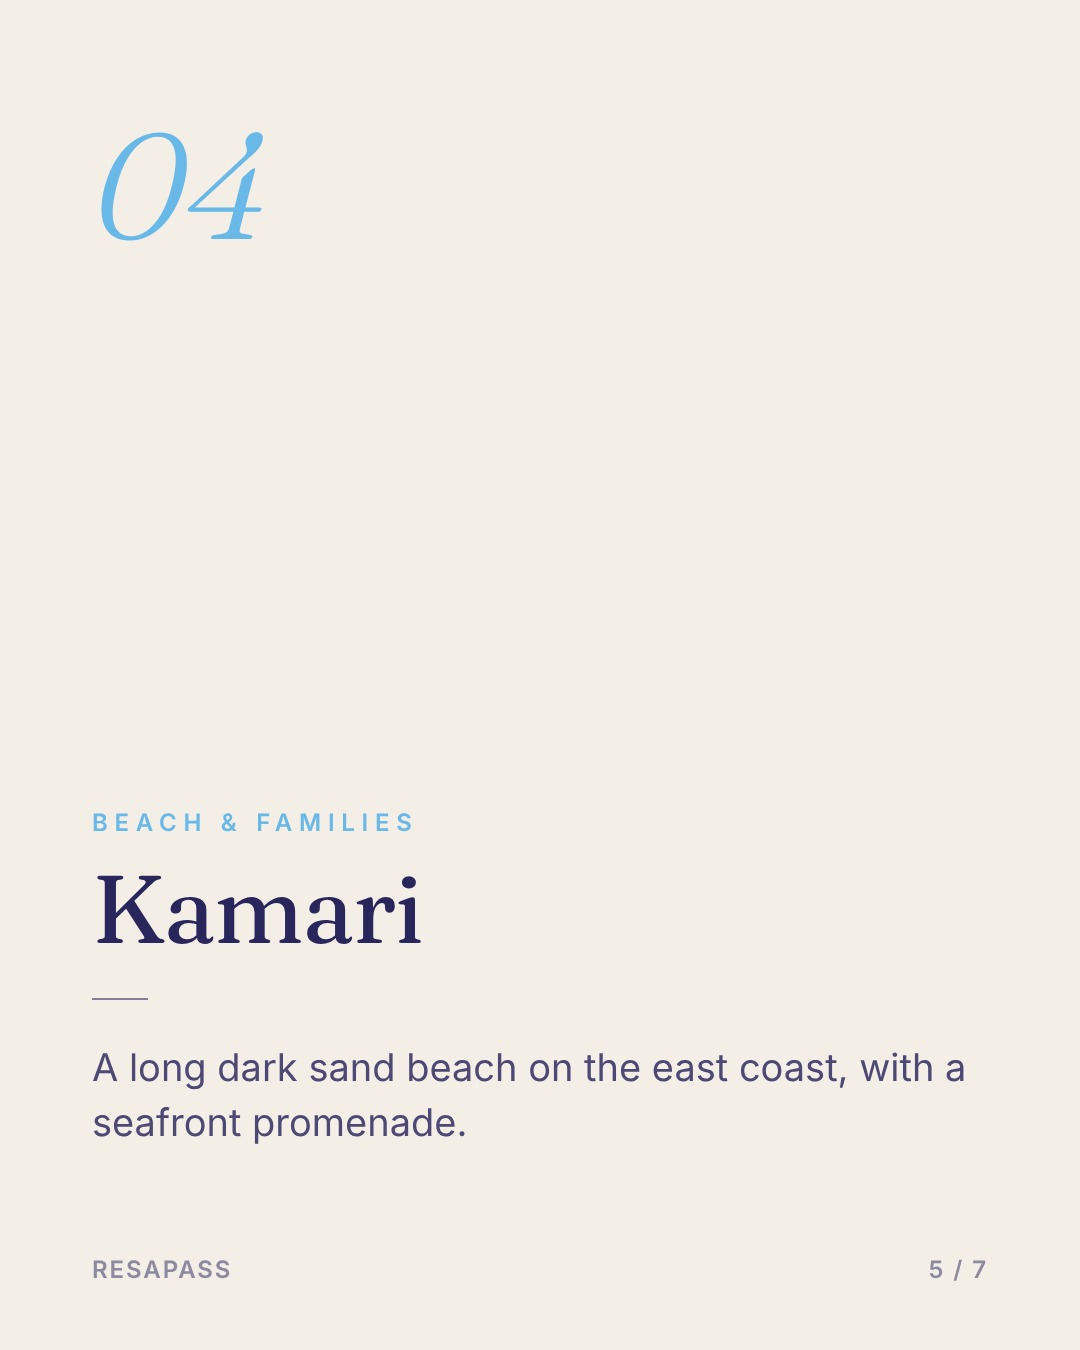 04
BEACH & FAMILIES
Kamari
A long dark sand beach on the east coast, with a
seafront promenade.
RESAPASS
5 / 7